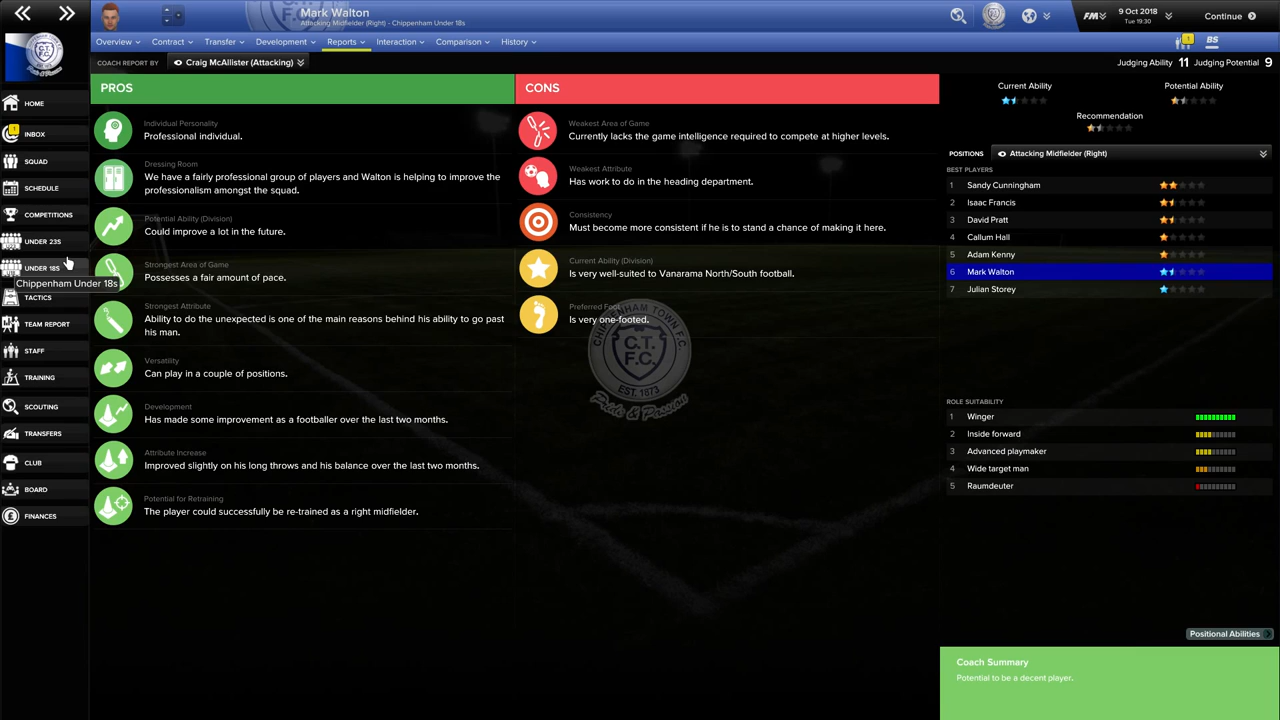 Mark Walton
Attacking Midfielder (Right) - Chippenham Under 18s
FM
9 Oct 2018
Tue 19:30
Continue
Overview
Contract
Transfer
Development
Reports
Interaction
Comparison
History
1
BS
COACH REPORT BY
Craig McAllister (Attacking)
Judging Ability 11 Judging Potential 9
HOME
INBOX
SQUAD
SCHEDULE
COMPETITIONS
UNDER 23S
UNDER 18S
Chippenham Under 18s
TACTICS
TEAM REPORT
STAFF
TRAINING
SCOUTING
TRANSFERS
CLUB
BOARD
FINANCES
PROS
Individual Personality
Professional individual.
Dressing Room
We have a fairly professional group of players and Walton is helping to improve the
professionalism amongst the squad.
Potential Ability (Division)
Could improve a lot in the future.
Strongest Area of Game
Possesses a fair amount of pace.
Strongest Attribute
Ability to do the unexpected is one of the main reasons behind his ability to go past
his man.
Versatility
Can play in a couple of positions.
Development
Has made some improvement as a footballer over the last two months.
Attribute Increase
Improved slightly on his long throws and his balance over the last two months.
Potential for Retraining
The player could successfully be re-trained as a right midfielder.
CONS
Weakest Area of Game
Currently lacks the game intelligence required to compete at higher levels.
Weakest Attribute
Has work to do in the heading department.
Consistency
Must become more consistent if he is to stand a chance of making it here.
Current Ability (Division)
Is very well-suited to Vanarama North/South football.
Preferred Foot
Is very one-footed.
CHIPPENHAM TOWN F.C.
C.T.
F.C.
EST. 1873
Pride & Passion
Current Ability
Potential Ability
Recommendation
POSITIONS
Attacking Midfielder (Right)
BEST PLAYERS
1 Sandy Cunningham
2 Isaac Francis
3 David Pratt
4 Callum Hall
5 Adam Kenny
6 Mark Walton
7 Julian Storey
ROLE SUITABILITY
1 Winger
2 Inside forward
3 Advanced playmaker
4 Wide target man
5 Raumdeuter
Positional Abilities
Coach Summary
Potential to be a decent player.